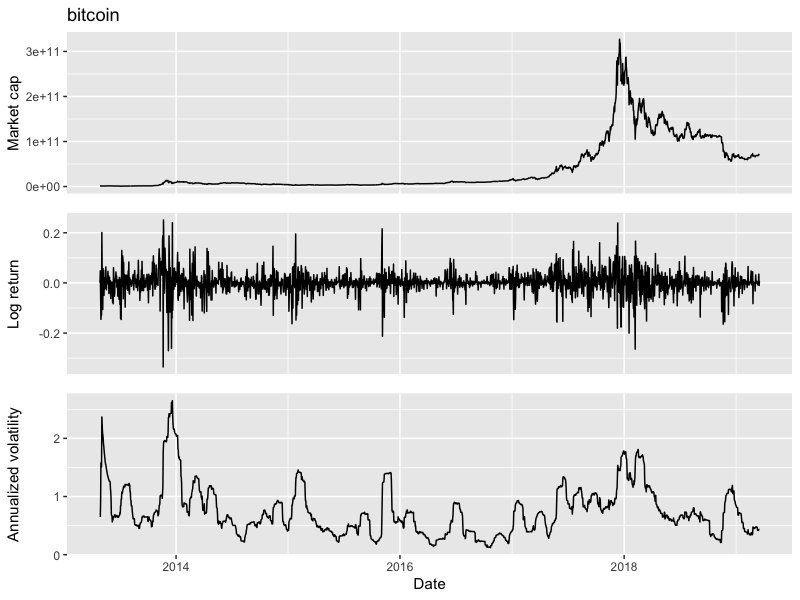 bitcoin
Market cap
3e+11
2e+11
1e+11
0e+00
Log return
0.2
0.0
-0.2
Annualized volatility
2
1
0
2014
2016
2018
Date